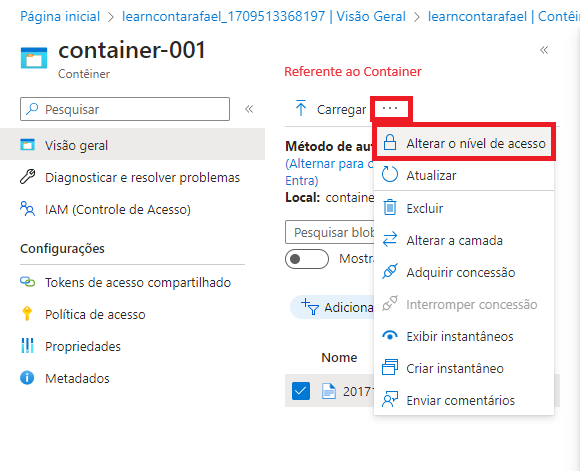 Página inicial > learncontarafael_1709513368197 | Visão Geral > learncontarafael | Contêi
container-001
Contêiner
Pesquisar
Visão geral
Diagnosticar e resolver problemas
IAM (Controle de Acesso)
Configurações
Tokens de acesso compartilhado
Política de acesso
Propriedades
Metadados
Referente ao Container
Carregar ...
Método de au
(Alternar para c
Entra)
Local: containe
Pesquisar blob
Mostra
Adiciona
Nome
2017
Alterar o nível de acesso
Atualizar
Excluir
Alterar a camada
Adquirir concessão
Interromper concessão
Exibir instantâneos
Criar instantâneo
Enviar comentários